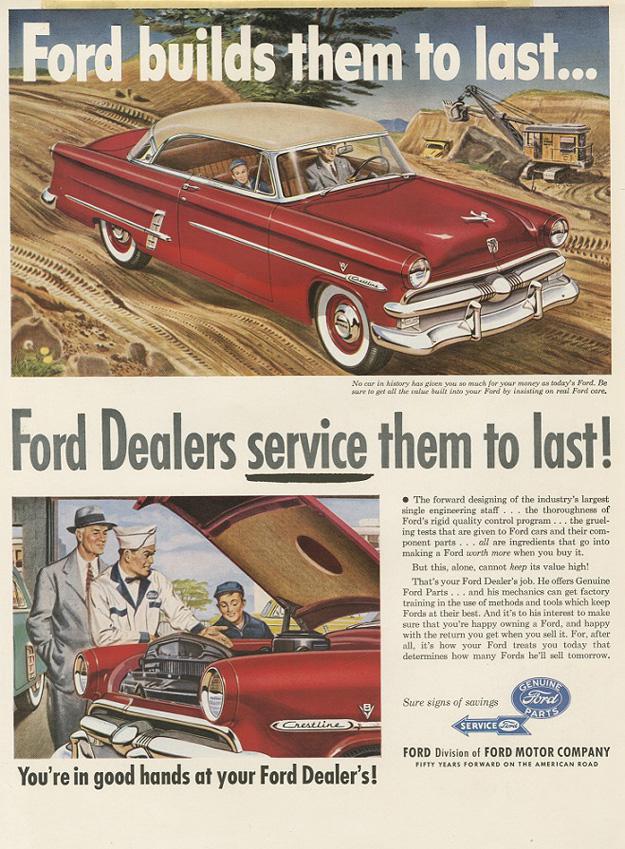 Ford builds them to last...
Crestline
No car in history has given you so much for your money as today's Ford. Be
sure to get all the value built into your Ford by insisting on real Ford care.
Ford Dealers service them to last!
● The forward designing of the industry's largest
single engineering staff . . . the thoroughness of
Ford's rigid quality control program . . . the gruel-
ing tests that are given to Ford cars and their com-
ponent parts . . . all are ingredients that go into
making a Ford worth more when you buy it.
But this, alone, cannot keep its value high!
That's your Ford Dealer's job. He offers Genuine
Ford Parts . . . and his mechanics can get factory
training in the use of methods and tools which keep
Fords at their best. And it's to his interest to make
sure that you're happy owning a Ford, and happy
with the return you get when you sell it. For, after
all, it's how your Ford treats you today that
determines how many Fords he'll sell tomorrow.
Crestline
8
V
Sure signs of savings
GENUINE
Ford
PARTS
SERVICE Ford
FORD Division of FORD MOTOR COMPANY
FIFTY YEARS FORWARD ON THE AMERICAN ROAD
You're in good hands at your Ford Dealer's!